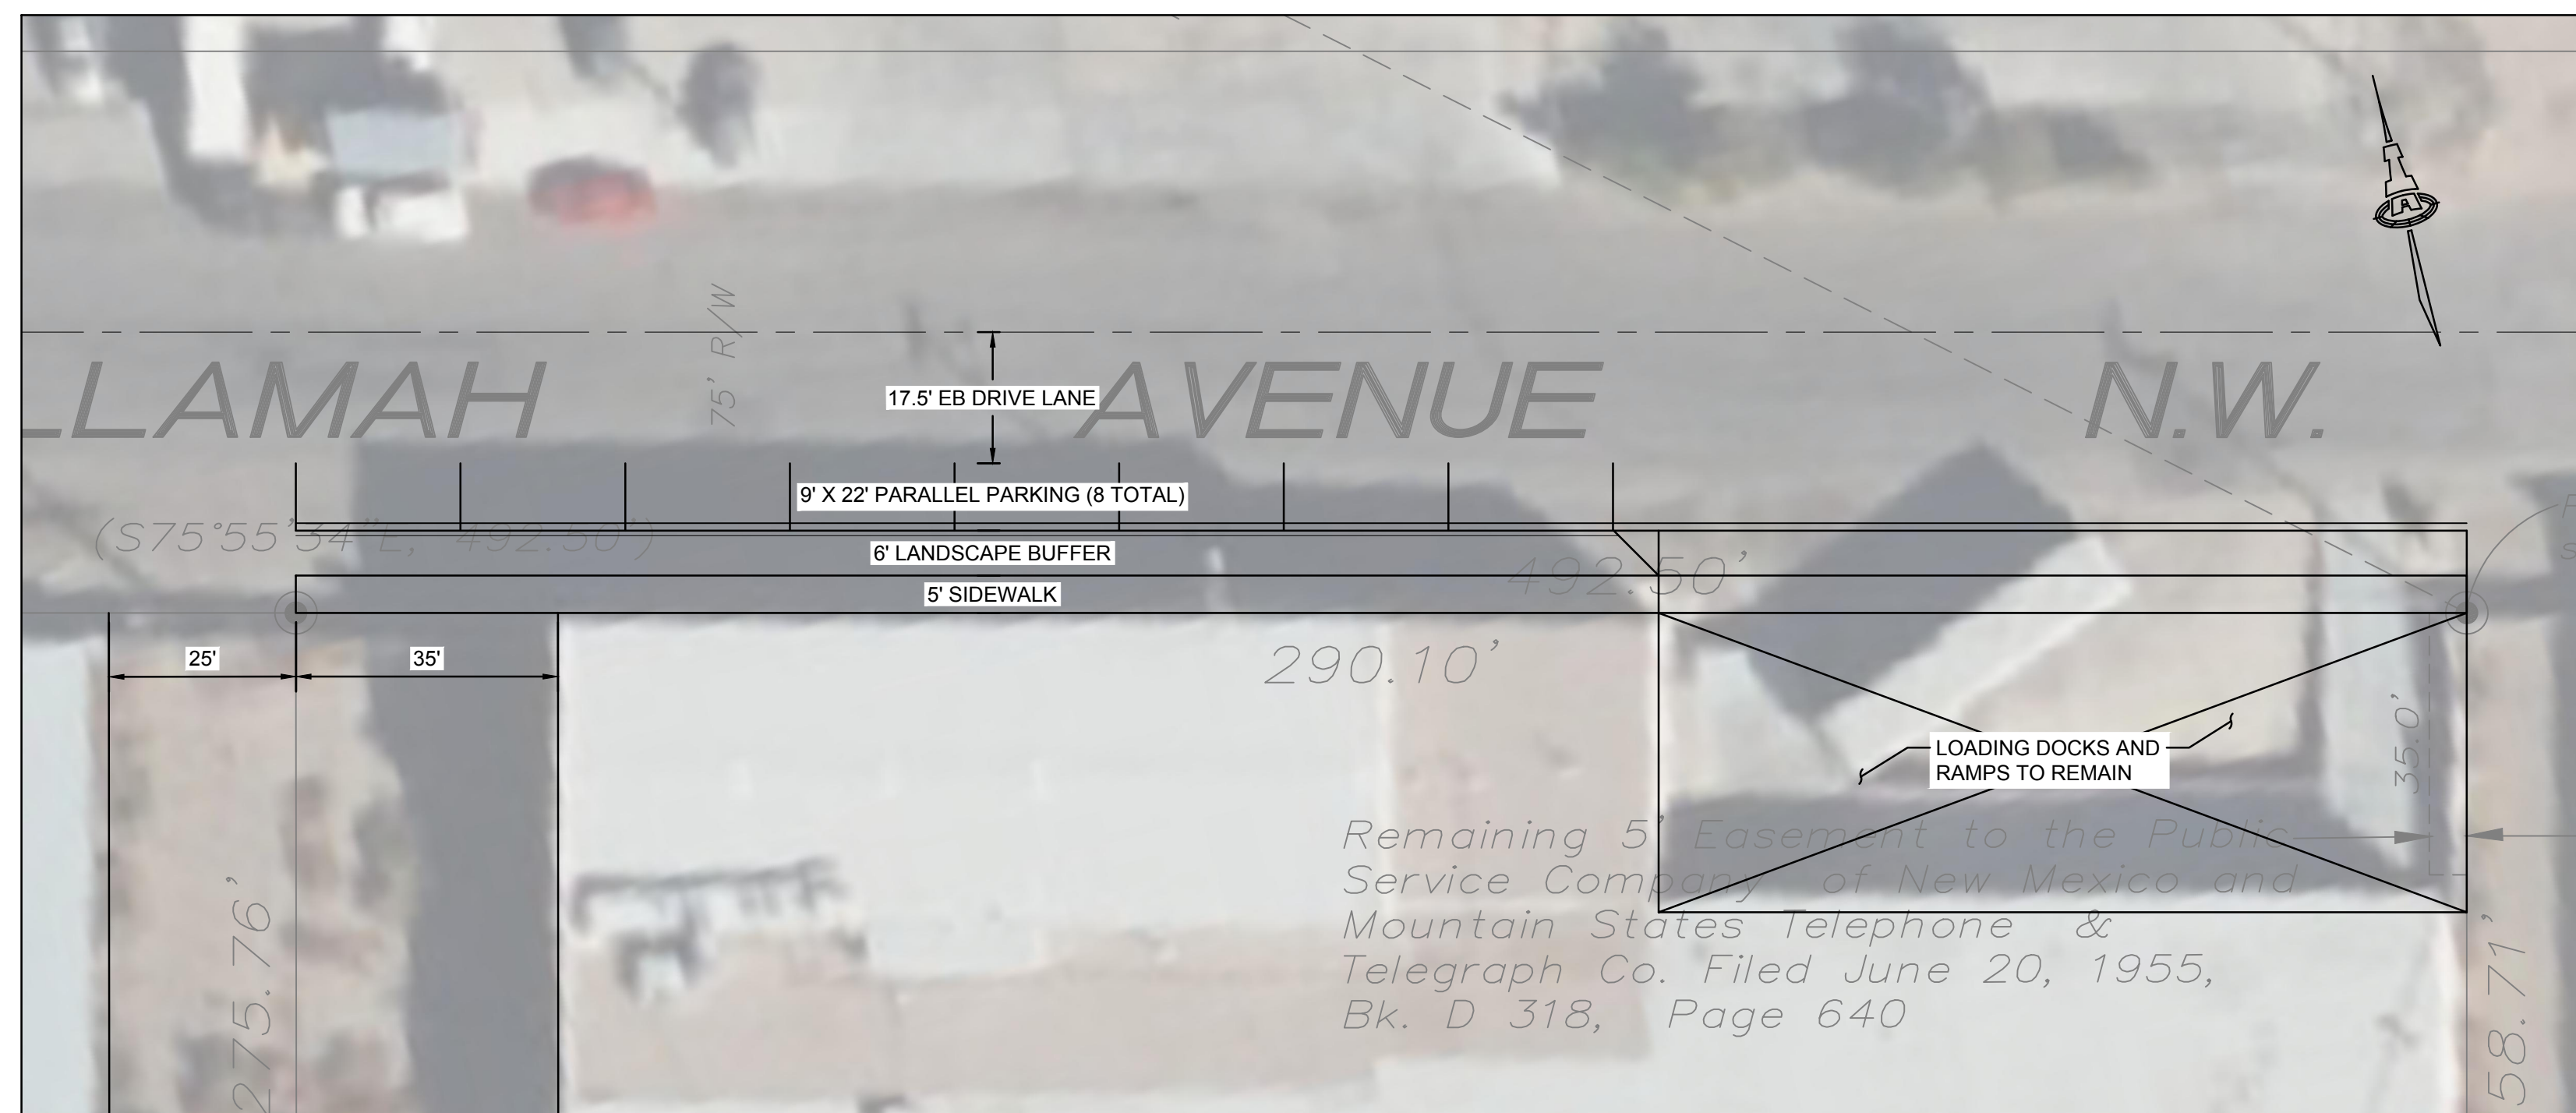 LLAMAH AVENUE N.W.
75' R/W
17.5' EB DRIVE LANE
9' X 22' PARALLEL PARKING (8 TOTAL)
(S75°55'34"E, 492.50')
6' LANDSCAPE BUFFER
492.50'
5' SIDEWALK
25'
35'
290.10'
LOADING DOCKS AND
RAMPS TO REMAIN
35.0'
Remaining 5' Easement to the Public
Service Company of New Mexico and
Mountain States Telephone &
Telegraph Co. Filed June 20, 1955,
Bk. D 318, Page 640
275.76'
58.71'
A